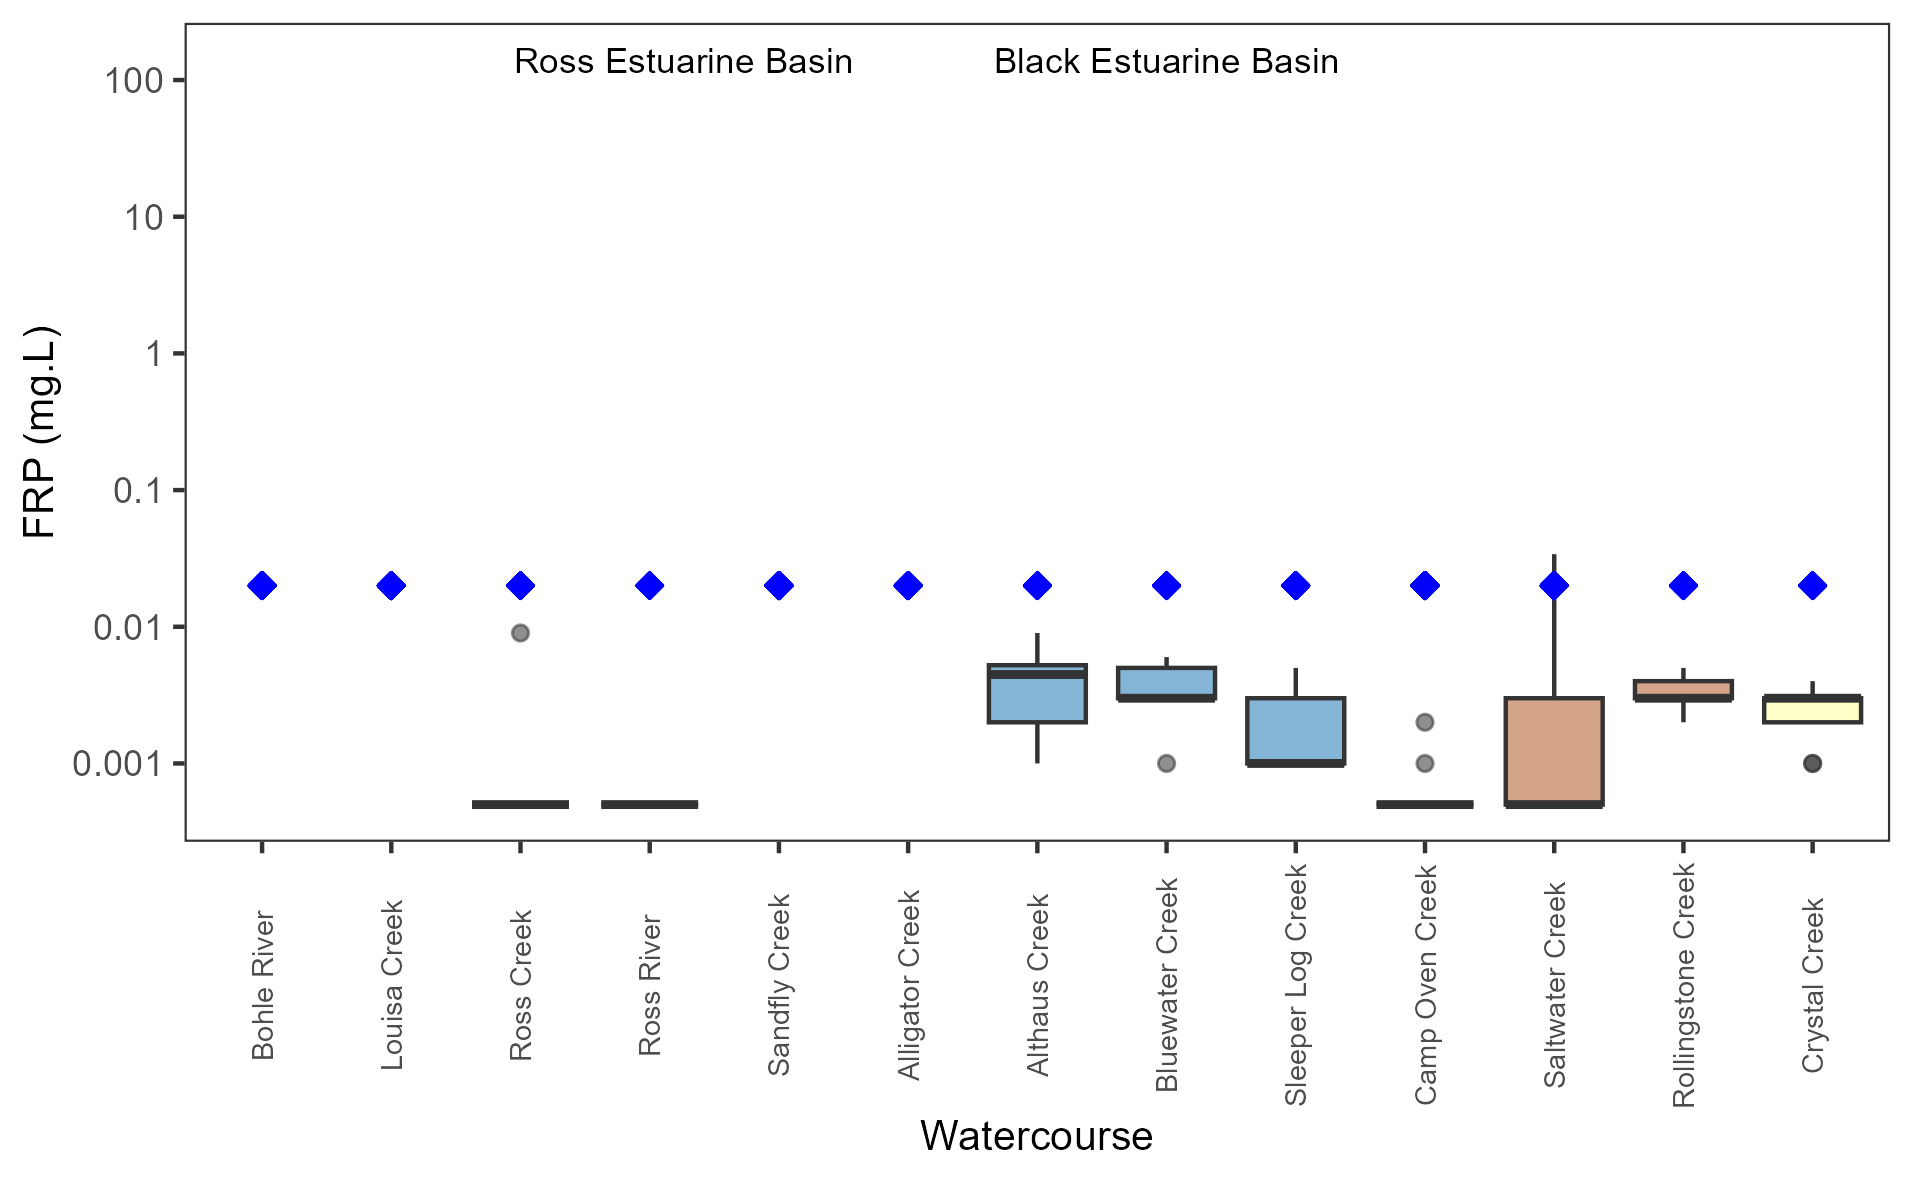 Ross Estuarine Basin
Black Estuarine Basin
100
10
1
0.1
0.01
0.001
FRP (mg.L)
Bohle River
Louisa Creek
Ross Creek
Ross River
Sandfly Creek
Alligator Creek
Althaus Creek
Bluewater Creek
Sleeper Log Creek
Camp Oven Creek
Saltwater Creek
Rollingstone Creek
Crystal Creek
Watercourse